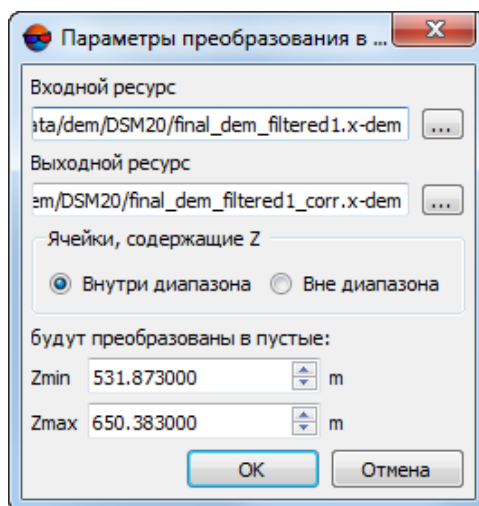 Параметры преобразования в ...
Входной ресурс
ata/dem/DSM20/final_dem_filtered1.x-dem ...
Выходной ресурс
em/DSM20/final_dem_filtered1_corr.x-dem ...
Ячейки, содержащие Z
Внутри диапазона Вне диапазона
будут преобразованы в пустые:
Zmin 531.873000 m
Zmax 650.383000 m
OK Отмена